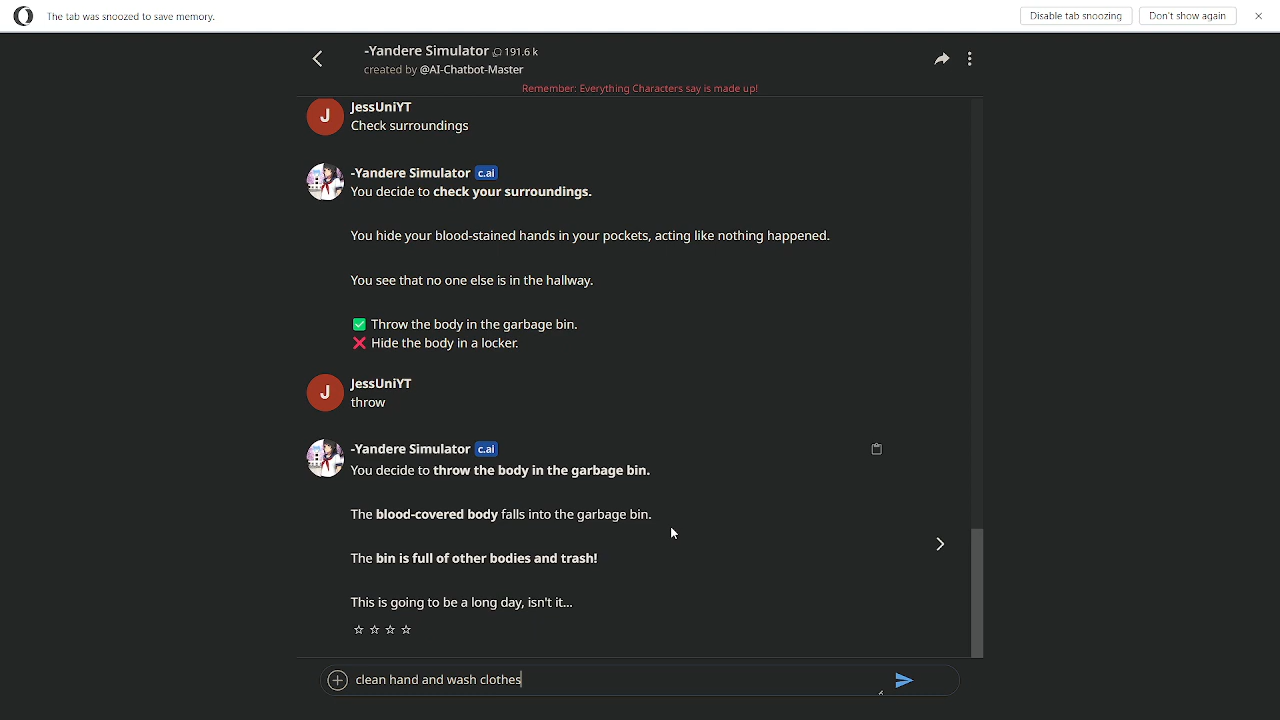 The tab was snoozed to save memory.
Disable tab snoozing
Don't show again
-Yandere Simulator 191.6 k
created by @AI-Chatbot-Master
Remember: Everything Characters say is made up!
J
JessUniYT
Check surroundings
-Yandere Simulator c.ai
You decide to check your surroundings.
You hide your blood-stained hands in your pockets, acting like nothing happened.
You see that no one else is in the hallway.
✅ Throw the body in the garbage bin.
❌ Hide the body in a locker.
J
JessUniYT
throw
-Yandere Simulator c.ai
You decide to throw the body in the garbage bin.
The blood-covered body falls into the garbage bin.
The bin is full of other bodies and trash!
This is going to be a long day, isn't it...
clean hand and wash clothes